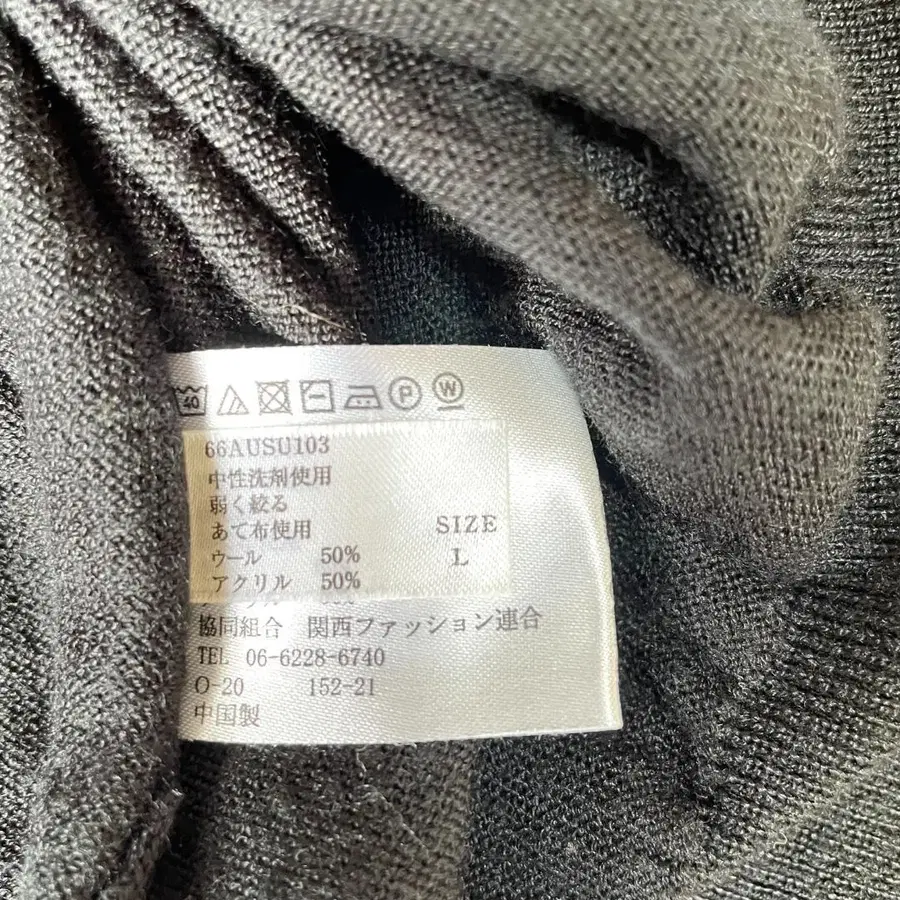 40 P W
66AUSU103
中性洗剤使用
弱く絞る
あて布使用
SIZE
ウール 50%
L
アクリル 50%
協同組合 関西ファッション連合
TEL 06-6228-6740
O-20 152-21
中国製